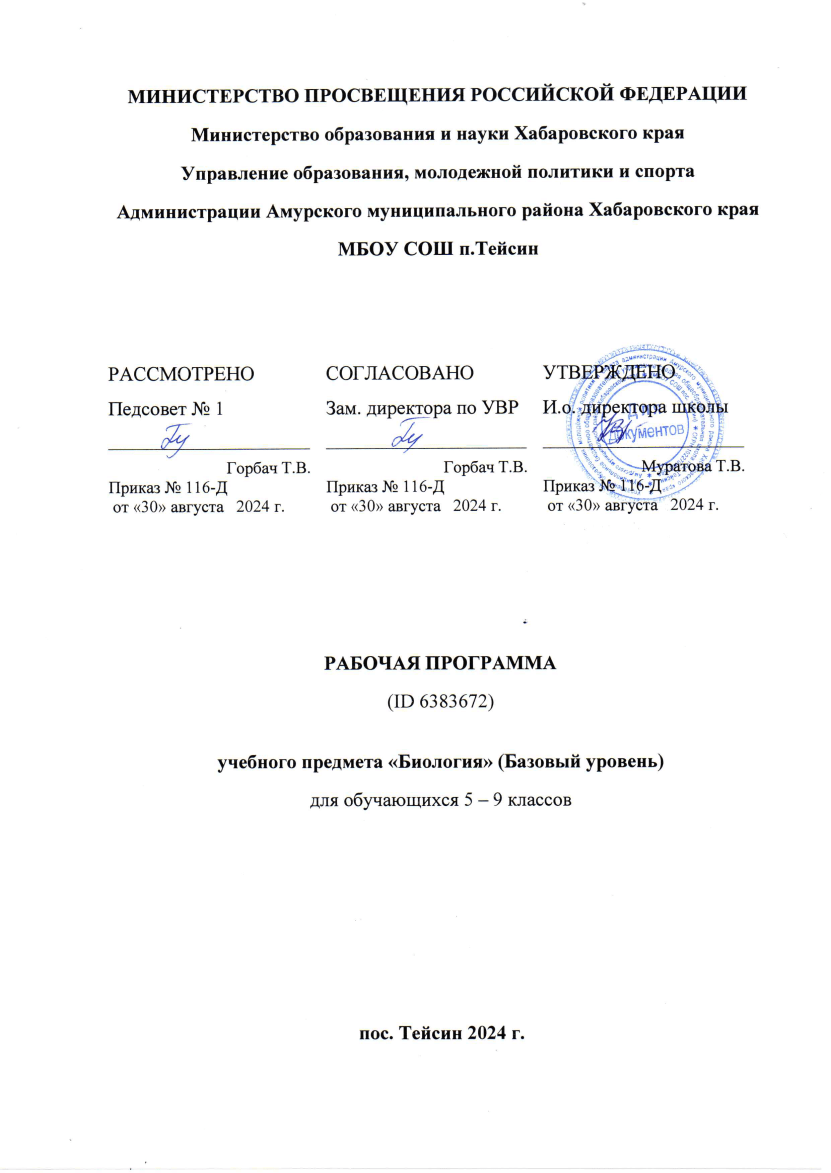 МИНИСТЕРСТВО ПРОСВЕЩЕНИЯ РОССИЙСКОЙ ФЕДЕРАЦИИ
Министерство образования и науки Хабаровского края
Управление образования, молодежной политики и спорта
Администрации Амурского муниципального района Хабаровского края
МБОУ СОШ п.Тейсин
РАССМОТРЕНО
Педсовет № 1
Горбач Т.В.
Приказ № 116-Д
от «30» августа 2024 г.
СОГЛАСОВАНО
Зам. директора по УВР
Горбач Т.В.
Приказ № 116-Д
от «30» августа 2024 г.
УТВЕРЖДЕНО
И.о. директора школы
Для
документов
Муратова Т.В.
Приказ № 116-Д
от «30» августа 2024 г.
РАБОЧАЯ ПРОГРАММА
(ID 6383672)
учебного предмета «Биология» (Базовый уровень)
для обучающихся 5 – 9 классов
пос. Тейсин 2024 г.